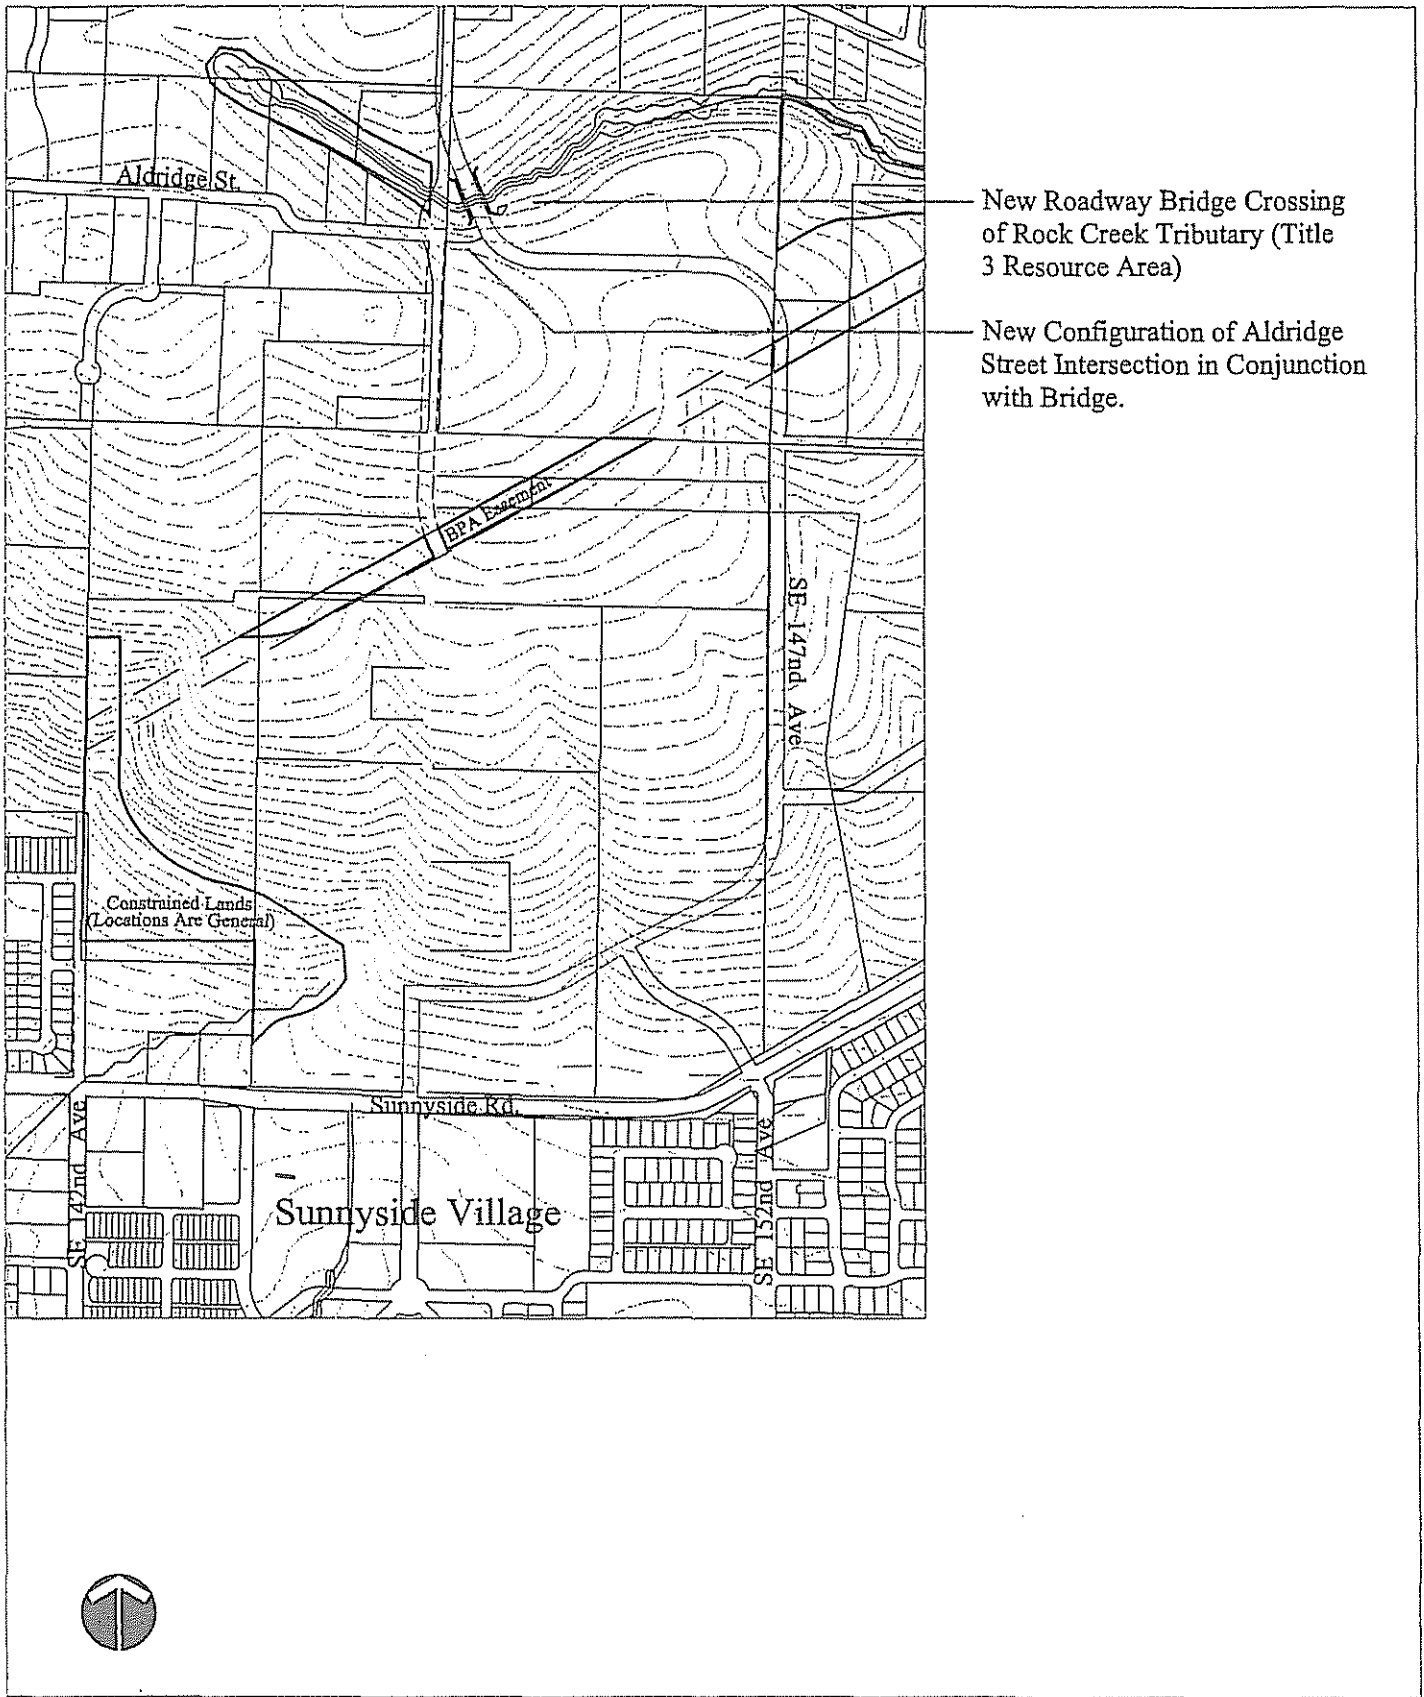 Aldridge St.
New Roadway Bridge Crossing
of Rock Creek Tributary (Title
3 Resource Area)
New Configuration of Aldridge
Street Intersection in Conjunction
with Bridge.
BPA Easement
SE 147nd Ave
Constrained Lands
(Locations Are General)
Sunnyside Rd.
SE 142nd Ave
Sunnyside Village
SE 152nd Ave